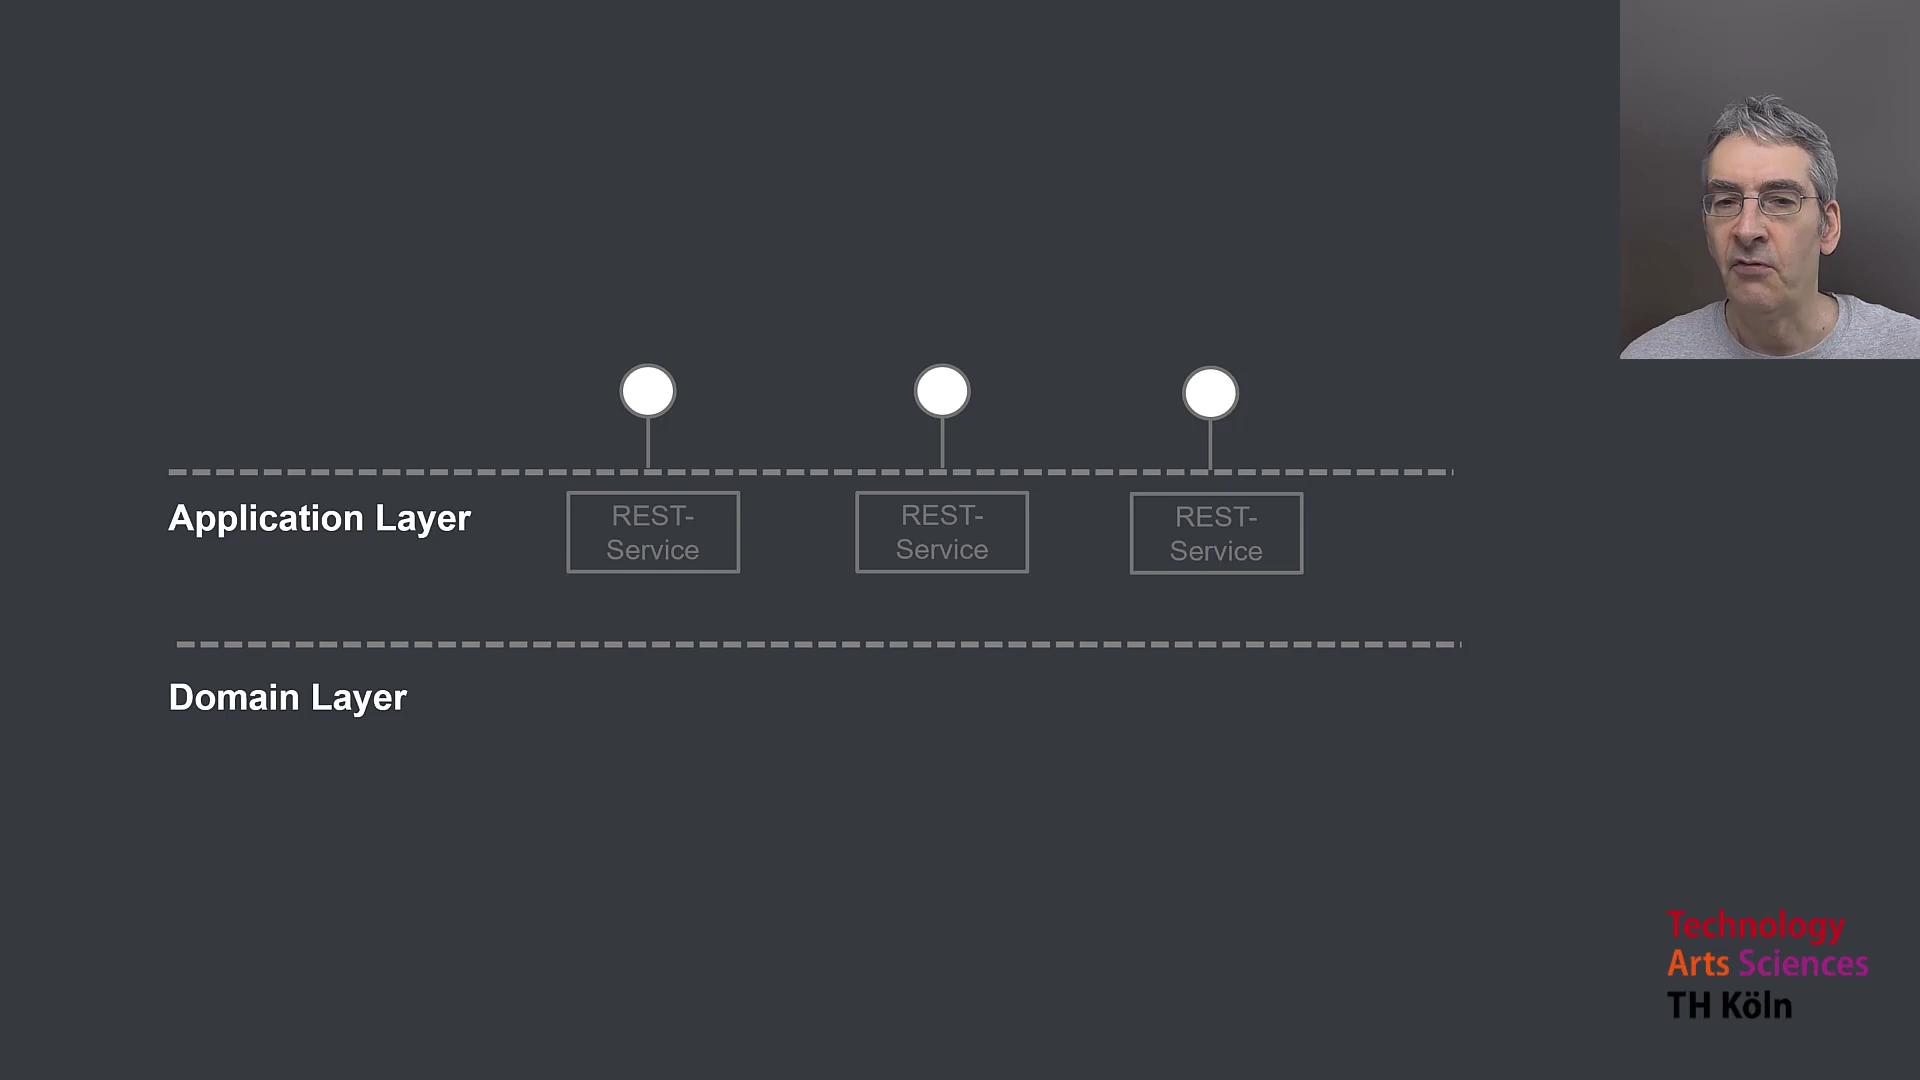 Application Layer
REST-
Service
REST-
Service
REST-
Service
Domain Layer
Technology
Arts Sciences
TH Köln